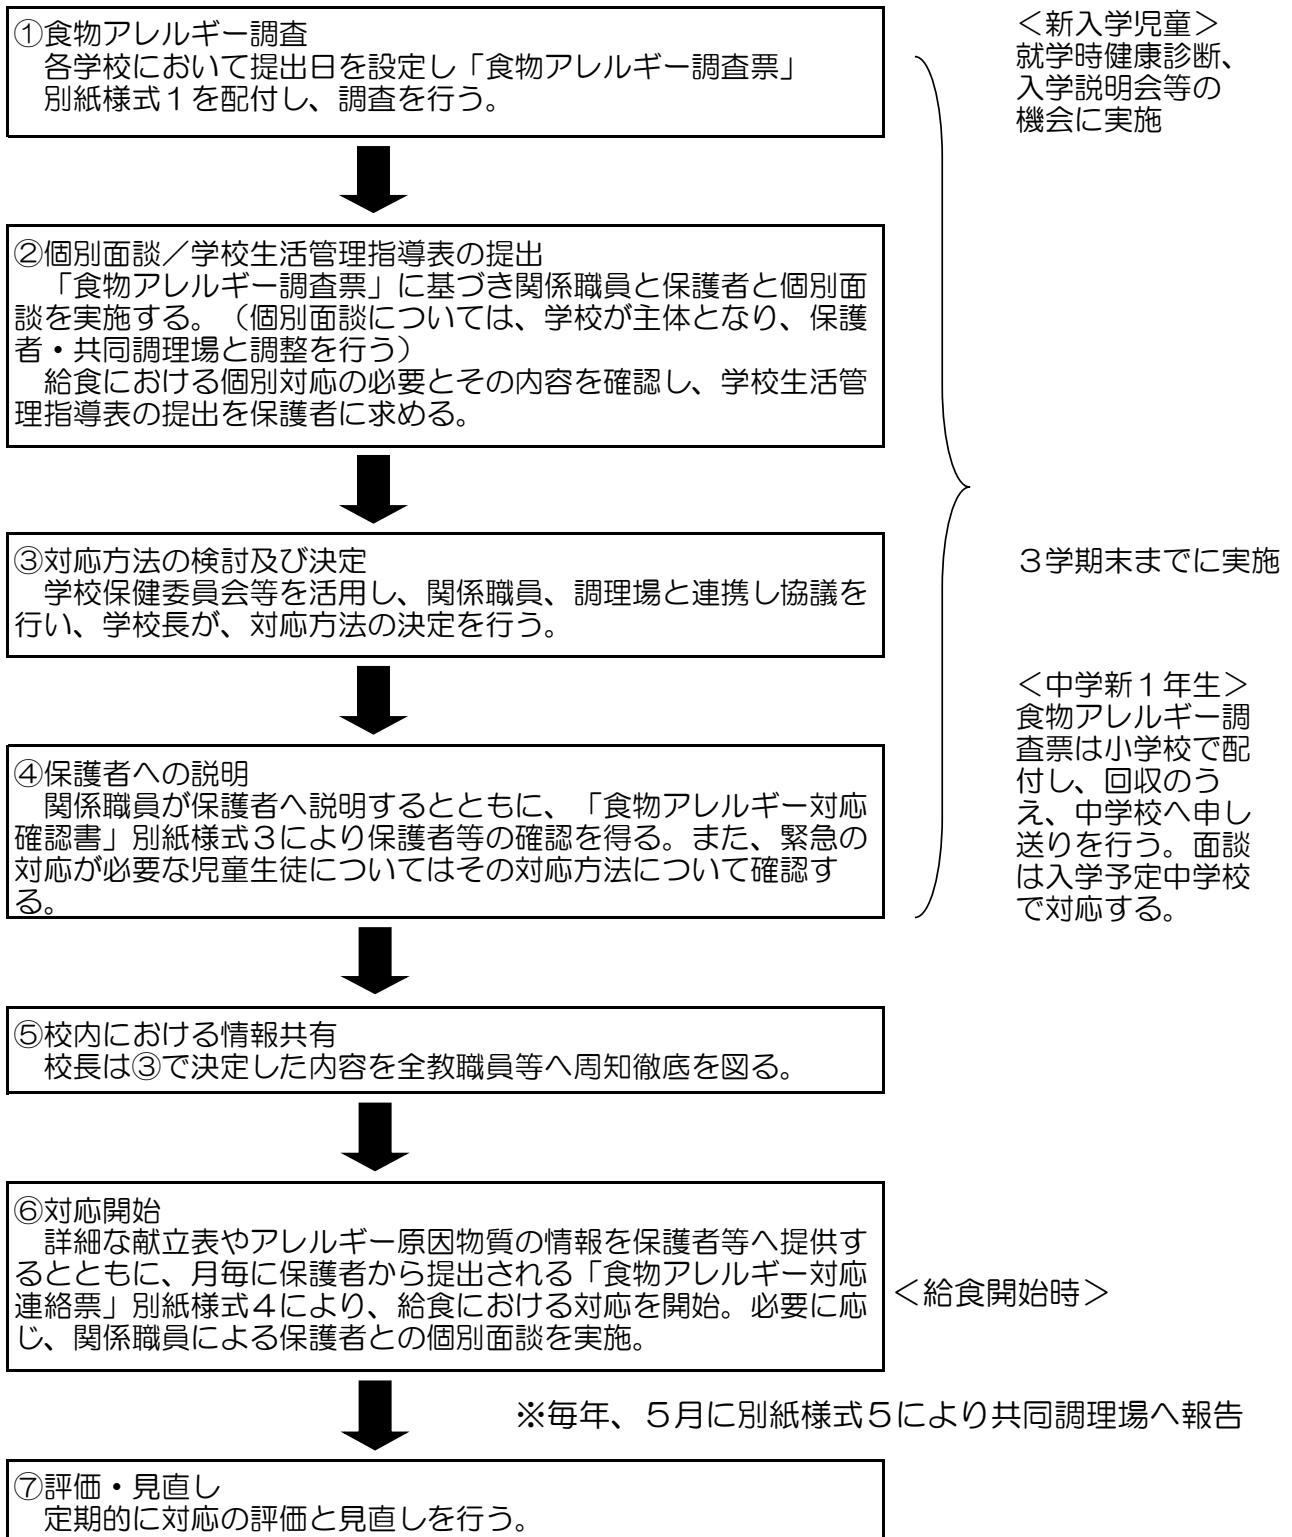 ①食物アレルギー調査
各学校において提出日を設定し「食物アレルギー調査票」
別紙様式１を配付し、調査を行う。
＜新入学児童＞
就学時健康診断、
入学説明会等の
機会に実施
②個別面談／学校生活管理指導表の提出
「食物アレルギー調査票」に基づき関係職員と保護者と個別面
談を実施する。（個別面談については、学校が主体となり、保護
者・共同調理場と調整を行う）
給食における個別対応の必要とその内容を確認し、学校生活管
理指導表の提出を保護者に求める。
③対応方法の検討及び決定
学校保健委員会等を活用し、関係職員、調理場と連携し協議を
行い、学校長が、対応方法の決定を行う。
３学期末までに実施
④保護者への説明
関係職員が保護者へ説明するとともに、「食物アレルギー対応
確認書」別紙様式３により保護者等の確認を得る。また、緊急の
対応が必要な児童生徒についてはその対応方法について確認す
る。
＜中学新１年生＞
食物アレルギー調
査票は小学校で配
付し、回収のう
え、中学校へ申し
送りを行う。面談
は入学予定中学校
で対応する。
⑤校内における情報共有
校長は③で決定した内容を全教職員等へ周知徹底を図る。
⑥対応開始
詳細な献立表やアレルギー原因物質の情報を保護者等へ提供す
るとともに、月毎に保護者から提出される「食物アレルギー対応
連絡票」別紙様式４により、給食における対応を開始。必要に応
じ、関係職員による保護者との個別面談を実施。
＜給食開始時＞
※毎年、５月に別紙様式５により共同調理場へ報告
⑦評価・見直し
定期的に対応の評価と見直しを行う。